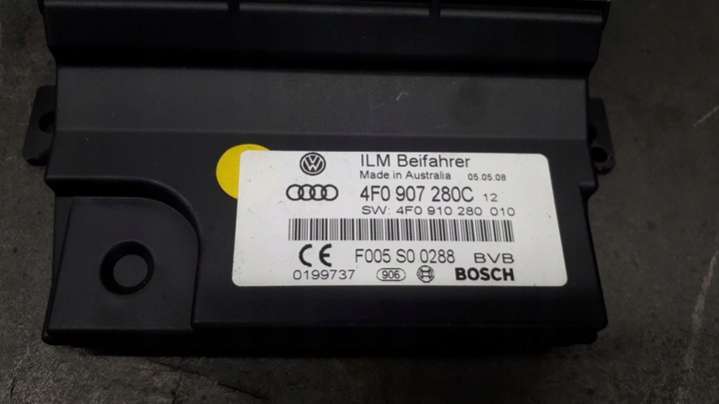 ILM Beifahrer
Made in Australia 05.05.08
4F0 907 280C 12
SW: 4F0 910 280 010
CE F005 S0 0288 BVB
0199737 906 BOSCH